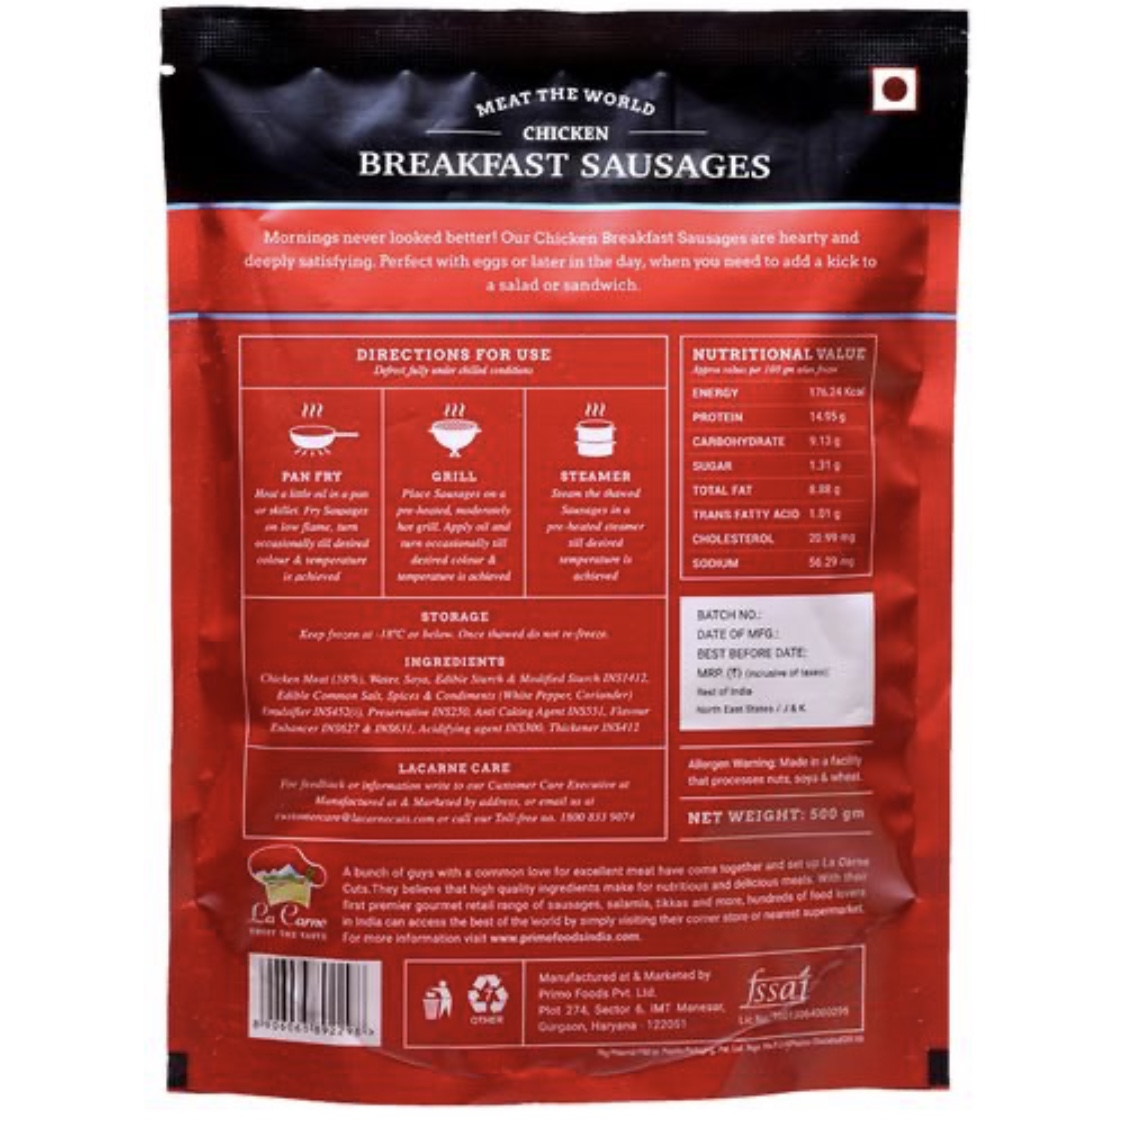 MEAT THE WORLD
CHICKEN
BREAKFAST SAUSAGES
Mornings never looked better! Our Chicken Breakfast Sausages are hearty and
deeply satisfying. Perfect with eggs or later in the day, when you need to add a kick to
a salad or sandwich.
DIRECTIONS FOR USE
Defrost fully under chilled conditions
PAN FRY
Heat a little oil in a pan
or skillet. Fry Sausages
on low flame, turn
occasionally till desired
colour & temperature
is achieved
GRILL
Place Sausages on a
pre-heated, moderately
hot grill. Apply oil and
turn occasionally till
desired colour &
temperature is achieved
STEAMER
Steam the thawed
Sausages in a
pre-heated steamer
till desired
temperature is
achieved
STORAGE
Keep frozen at -18°C or below. Once thawed do not re-freeze.
INGREDIENTS
Chicken Meat (58%), Water, Soya, Edible Starch & Modified Starch INS1412,
Edible Common Salt, Spices & Condiments (White Pepper, Coriander)
Emulsifier INS452(i), Preservative INS250, Anti Caking Agent INS551, Flavour
Enhancer INS627 & INS631, Acidifying agent INS300, Thickener INS412
LACARNE CARE
For feedback or information write to our Customer Care Executive at
Manufactured at & Marketed by address, or email us at
customercare@lacarnecuts.com or call our Toll-free no. 1800 833 9074
NUTRITIONAL VALUE
Approx values per 100 gm
ENERGY 176.24 Kcal
PROTEIN 14.95 g
CARBOHYDRATE 9.13 g
SUGAR 1.31 g
TOTAL FAT 8.88 g
TRANS FATTY ACID 1.01 g
CHOLESTEROL 20.99 mg
SODIUM 56.29 mg
BATCH NO.:
DATE OF MFG.:
BEST BEFORE DATE:
MRP. (₹) (inclusive of taxes)
Rest of India
North East States / J & K
Allergen Warning: Made in a facility
that processes nuts, soya & wheat.
NET WEIGHT: 500 gm
La Carne
A bunch of guys with a common love for excellent meat have come together and set up La Carne
Cuts.They believe that high quality ingredients make for nutritious and delicious meals. With their
first premier gourmet retail range of sausages, salamis, tikkas and more, hundreds of food lovers
in India can access the best of the world by simply visiting their corner store or nearest supermarket.
For more information visit www.primefoodsindia.com.
7
OTHER
Manufactured at & Marketed by
Primo Foods Pvt. Ltd.
Plot 274, Sector 6, IMT Manesar,
Gurgaon, Haryana - 122051
fssai
Lic No.